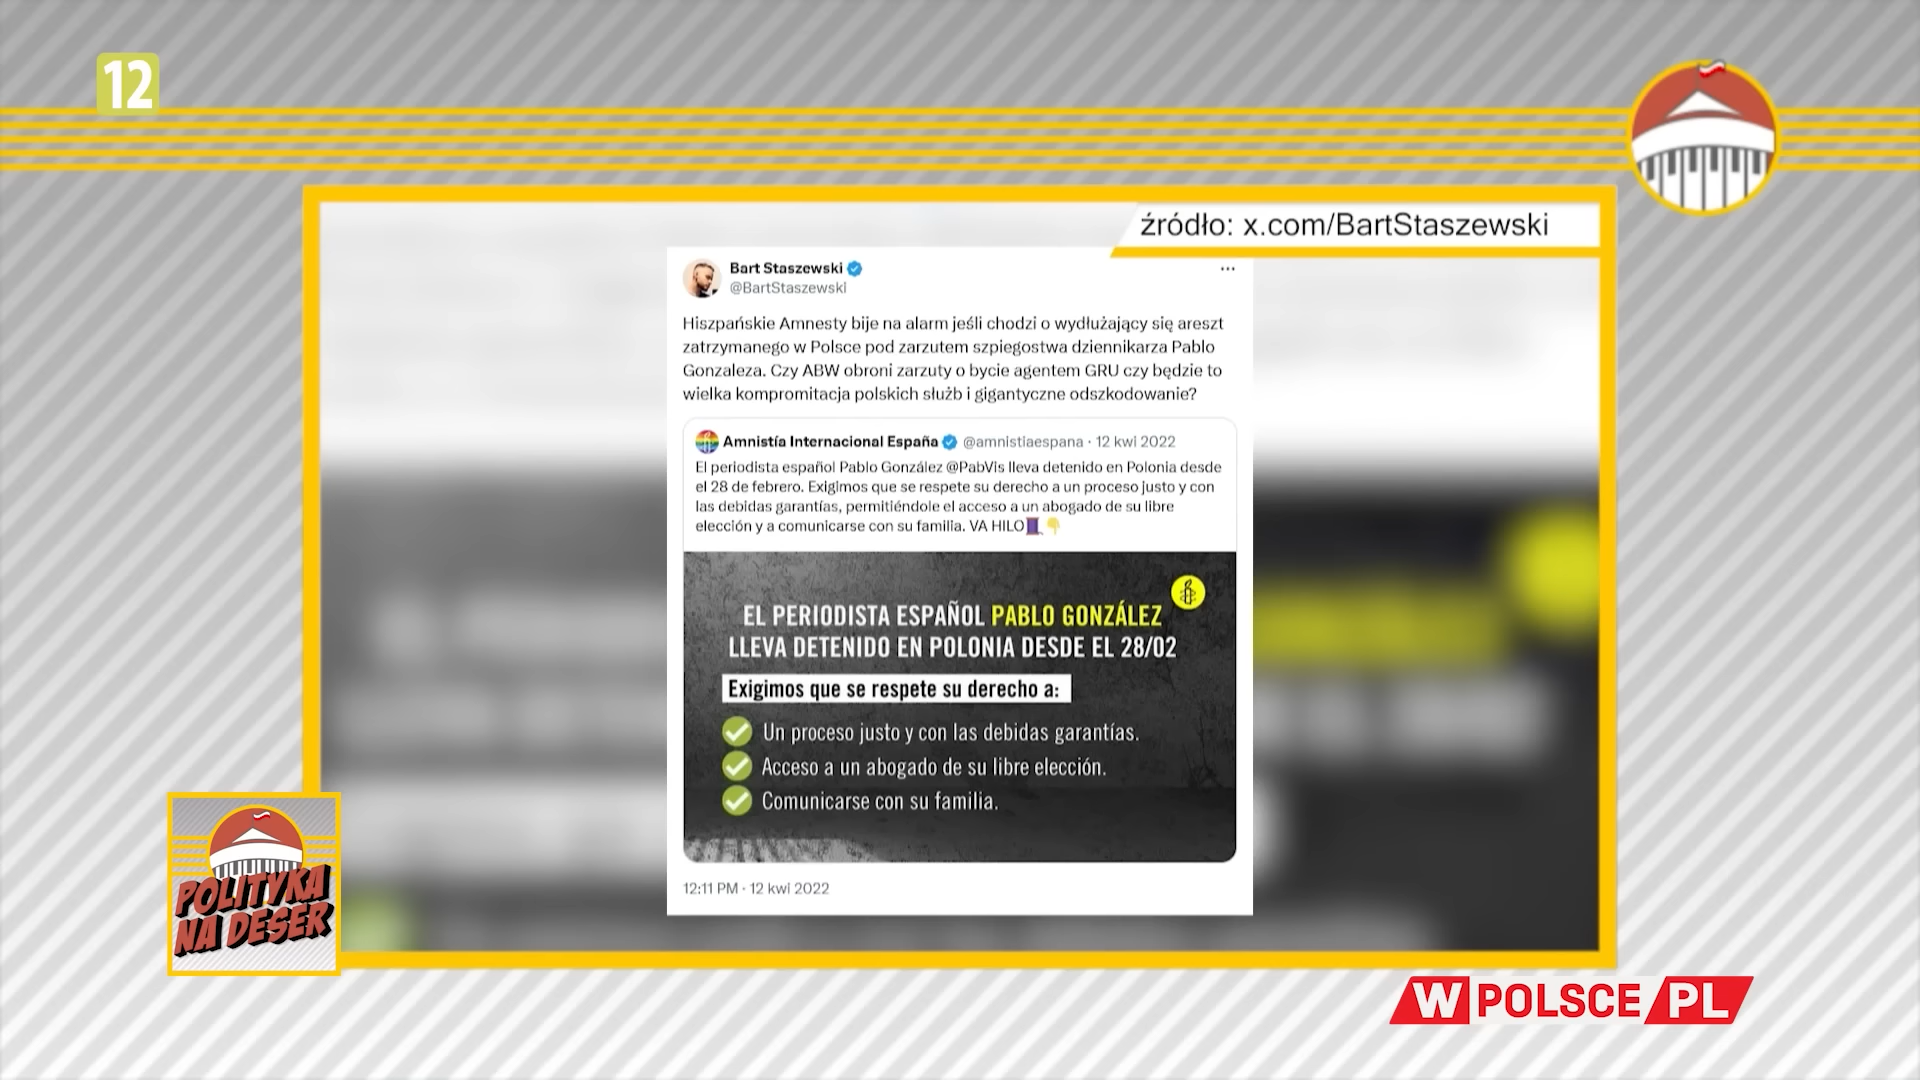 12
źródło: x.com/BartStaszewski
Bart Staszewski
@BartStaszewski
Hiszpańskie Amnesty bije na alarm jeśli chodzi o wydłużający się areszt
zatrzymanego w Polsce pod zarzutem szpiegostwa dziennikarza Pablo
Gonzaleza. Czy ABW obroni zarzuty o bycie agentem GRU czy będzie to
wielka kompromitacja polskich służb i gigantyczne odszkodowanie?
Amnistía Internacional España @amnistiaespana · 12 kwi 2022
El periodista español Pablo González @PabVis lleva detenido en Polonia desde
el 28 de febrero. Exigimos que se respete su derecho a un proceso justo y con
las debidas garantías, permitiéndole el acceso a un abogado de su libre
elección y a comunicarse con su familia. VA HILO🧵👇
EL PERIODISTA ESPAÑOL PABLO GONZÁLEZ
LLEVA DETENIDO EN POLONIA DESDE EL 28/02
Exigimos que se respete su derecho a:
Un proceso justo y con las debidas garantías.
Acceso a un abogado de su libre elección.
Comunicarse con su familia.
12:11 PM · 12 kwi 2022
POLITYKA
NA DESER
W POLSCE PL